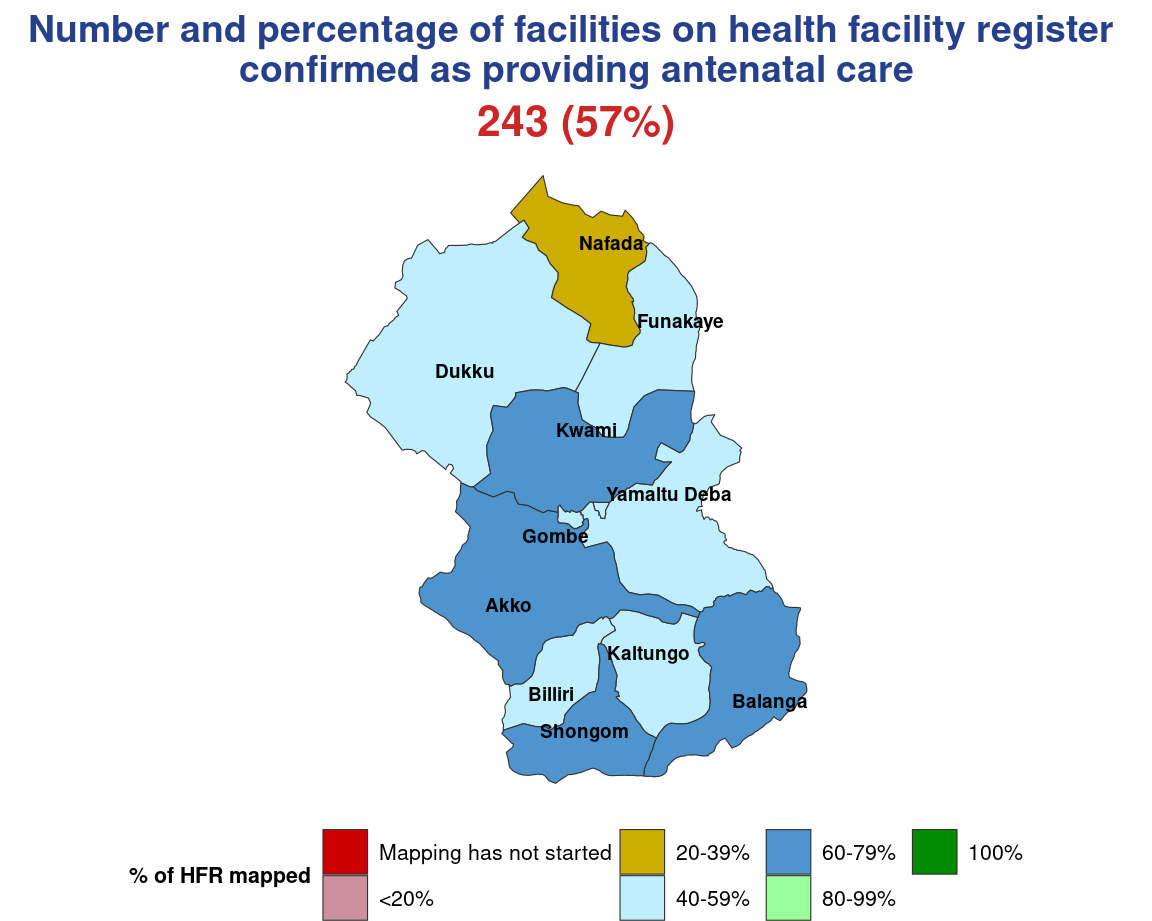 Number and percentage of facilities on health facility register
confirmed as providing antenatal care
243 (57%)
Nafada
Funakaye
Dukku
Kwami
Yamaltu Deba
Gombe
Akko
Kaltungo
Billiri
Balanga
Shongom
% of HFR mapped
Mapping has not started
<20%
20-39%
40-59%
60-79%
80-99%
100%